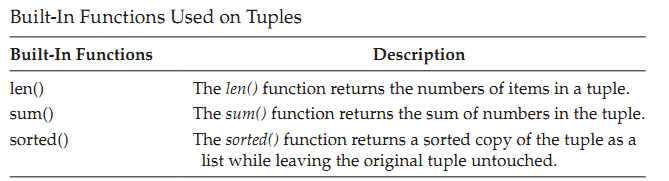 Built-In Functions Used on Tuples
Built-In Functions Description
len() The len() function returns the numbers of items in a tuple.
sum() The sum() function returns the sum of numbers in the tuple.
sorted() The sorted() function returns a sorted copy of the tuple as a
list while leaving the original tuple untouched.